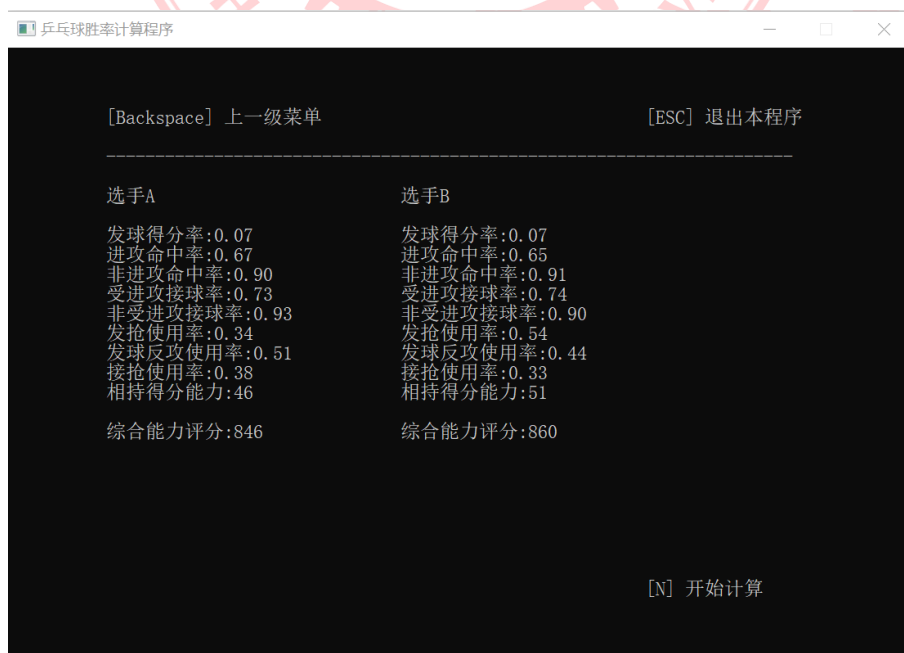 乒乓球胜率计算程序
[Backspace] 上一级菜单 [ESC] 退出本程序
选手A 选手B
发球得分率:0.07 发球得分率:0.07
进攻命中率:0.67 进攻命中率:0.65
非进攻命中率:0.90 非进攻命中率:0.91
受进攻接球率:0.73 受进攻接球率:0.74
非受进攻接球率:0.93 非受进攻接球率:0.90
发抢使用率:0.34 发抢使用率:0.54
发球反攻使用率:0.51 发球反攻使用率:0.44
接抢使用率:0.38 接抢使用率:0.33
相持得分能力:46 相持得分能力:51
综合能力评分:846 综合能力评分:860
[N] 开始计算